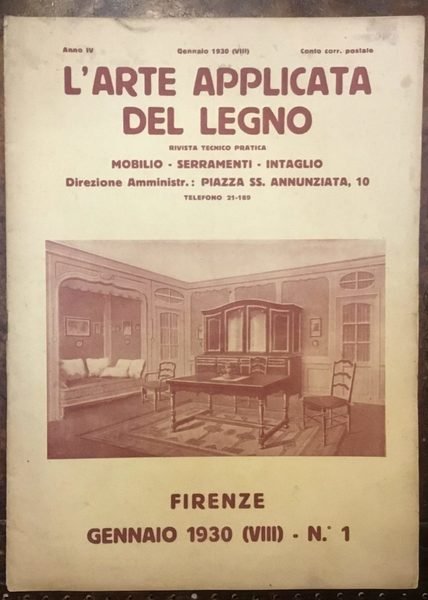 Anno IV Gennaio 1930 (VIII) Conto corr. postale
L'ARTE APPLICATA
DEL LEGNO
RIVISTA TECNICO PRATICA
MOBILIO - SERRAMENTI - INTAGLIO
Direzione Amministr.: PIAZZA SS. ANNUNZIATA, 10
TELEFONO 21-189
FIRENZE
GENNAIO 1930 (VIII) - N.° 1